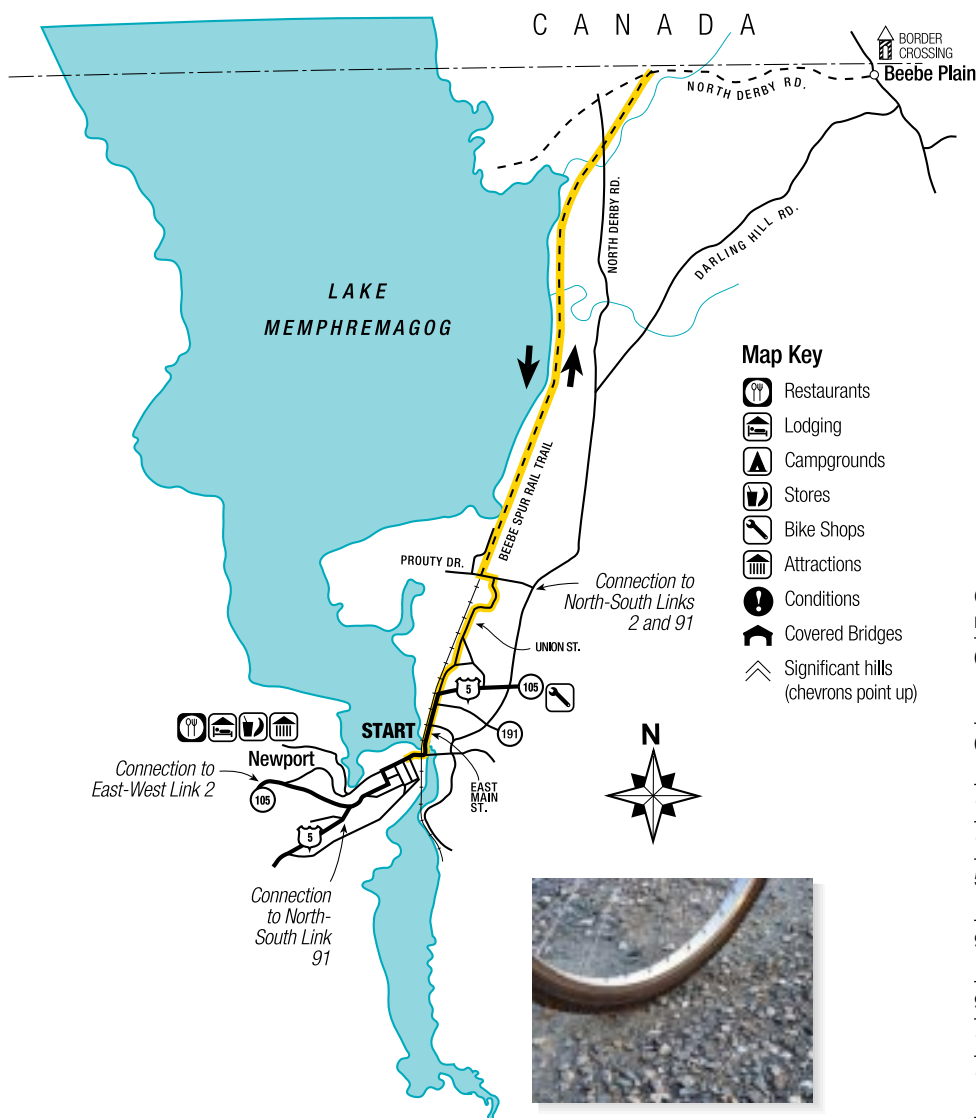 CANADA
BORDER
CROSSING
Beebe Plain
NORTH DERBY RD.
NORTH DERBY RD.
DARLING HILL RD.
LAKE
MEMPHREMAGOG
BEEBE SPUR RAIL TRAIL
PROUTY DR.
Connection to
North-South Links
2 and 91
UNION ST.
5
105
191
START
Newport
EAST
MAIN
ST.
Connection to
East-West Link 2
105
5
Connection
to North-
South Link
91
N
Map Key
Restaurants
Lodging
Campgrounds
Stores
Bike Shops
Attractions
Conditions
Covered Bridges
Significant hills
(chevrons point up)